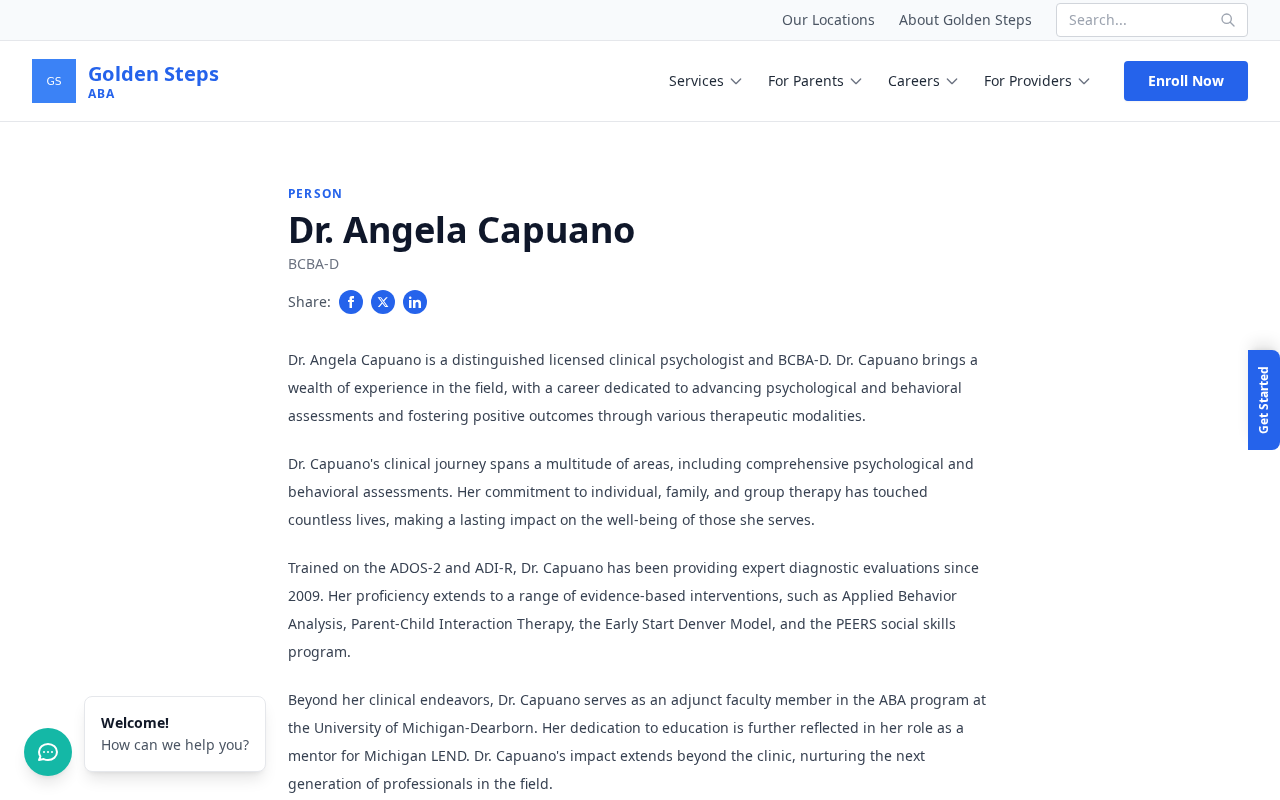 Our Locations
About Golden Steps
Search...
GS
Golden Steps
ABA
Services
For Parents
Careers
For Providers
Enroll Now
PERSON
Dr. Angela Capuano
BCBA-D
Share:
Dr. Angela Capuano is a distinguished licensed clinical psychologist and BCBA-D. Dr. Capuano brings a
wealth of experience in the field, with a career dedicated to advancing psychological and behavioral
assessments and fostering positive outcomes through various therapeutic modalities.
Dr. Capuano's clinical journey spans a multitude of areas, including comprehensive psychological and
behavioral assessments. Her commitment to individual, family, and group therapy has touched
countless lives, making a lasting impact on the well-being of those she serves.
Trained on the ADOS-2 and ADI-R, Dr. Capuano has been providing expert diagnostic evaluations since
2009. Her proficiency extends to a range of evidence-based interventions, such as Applied Behavior
Analysis, Parent-Child Interaction Therapy, the Early Start Denver Model, and the PEERS social skills
program.
Beyond her clinical endeavors, Dr. Capuano serves as an adjunct faculty member in the ABA program at
the University of Michigan-Dearborn. Her dedication to education is further reflected in her role as a
mentor for Michigan LEND. Dr. Capuano's impact extends beyond the clinic, nurturing the next
generation of professionals in the field.
Get Started
Welcome!
How can we help you?